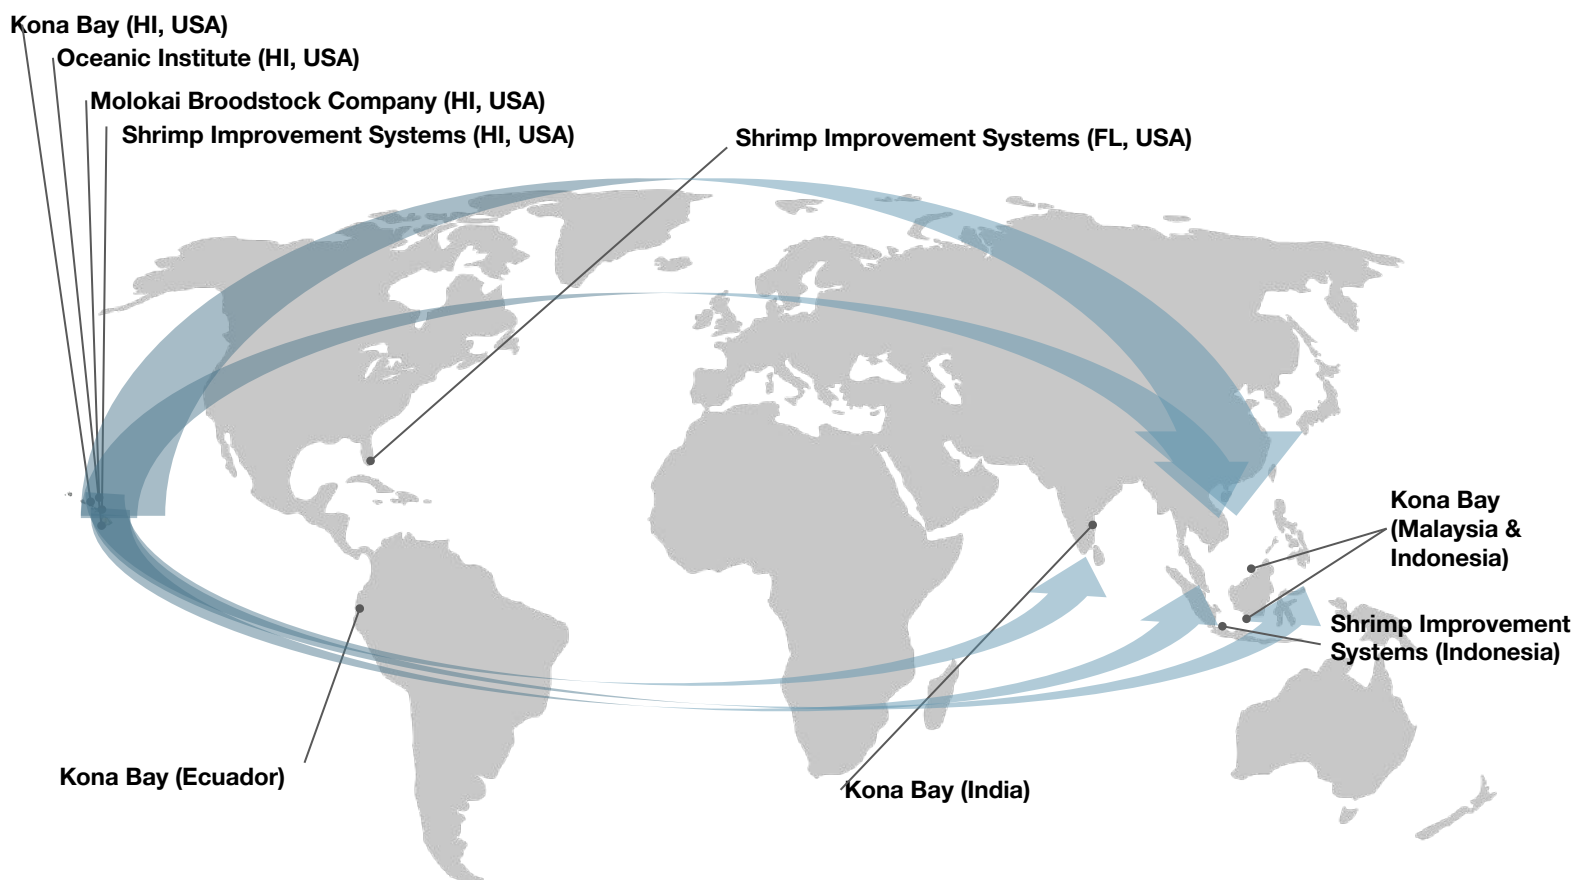 Kona Bay (HI, USA)
Oceanic Institute (HI, USA)
Molokai Broodstock Company (HI, USA)
Shrimp Improvement Systems (HI, USA)
Shrimp Improvement Systems (FL, USA)
Kona Bay
(Malaysia &
Indonesia)
Shrimp Improvement
Systems (Indonesia)
Kona Bay (Ecuador)
Kona Bay (India)